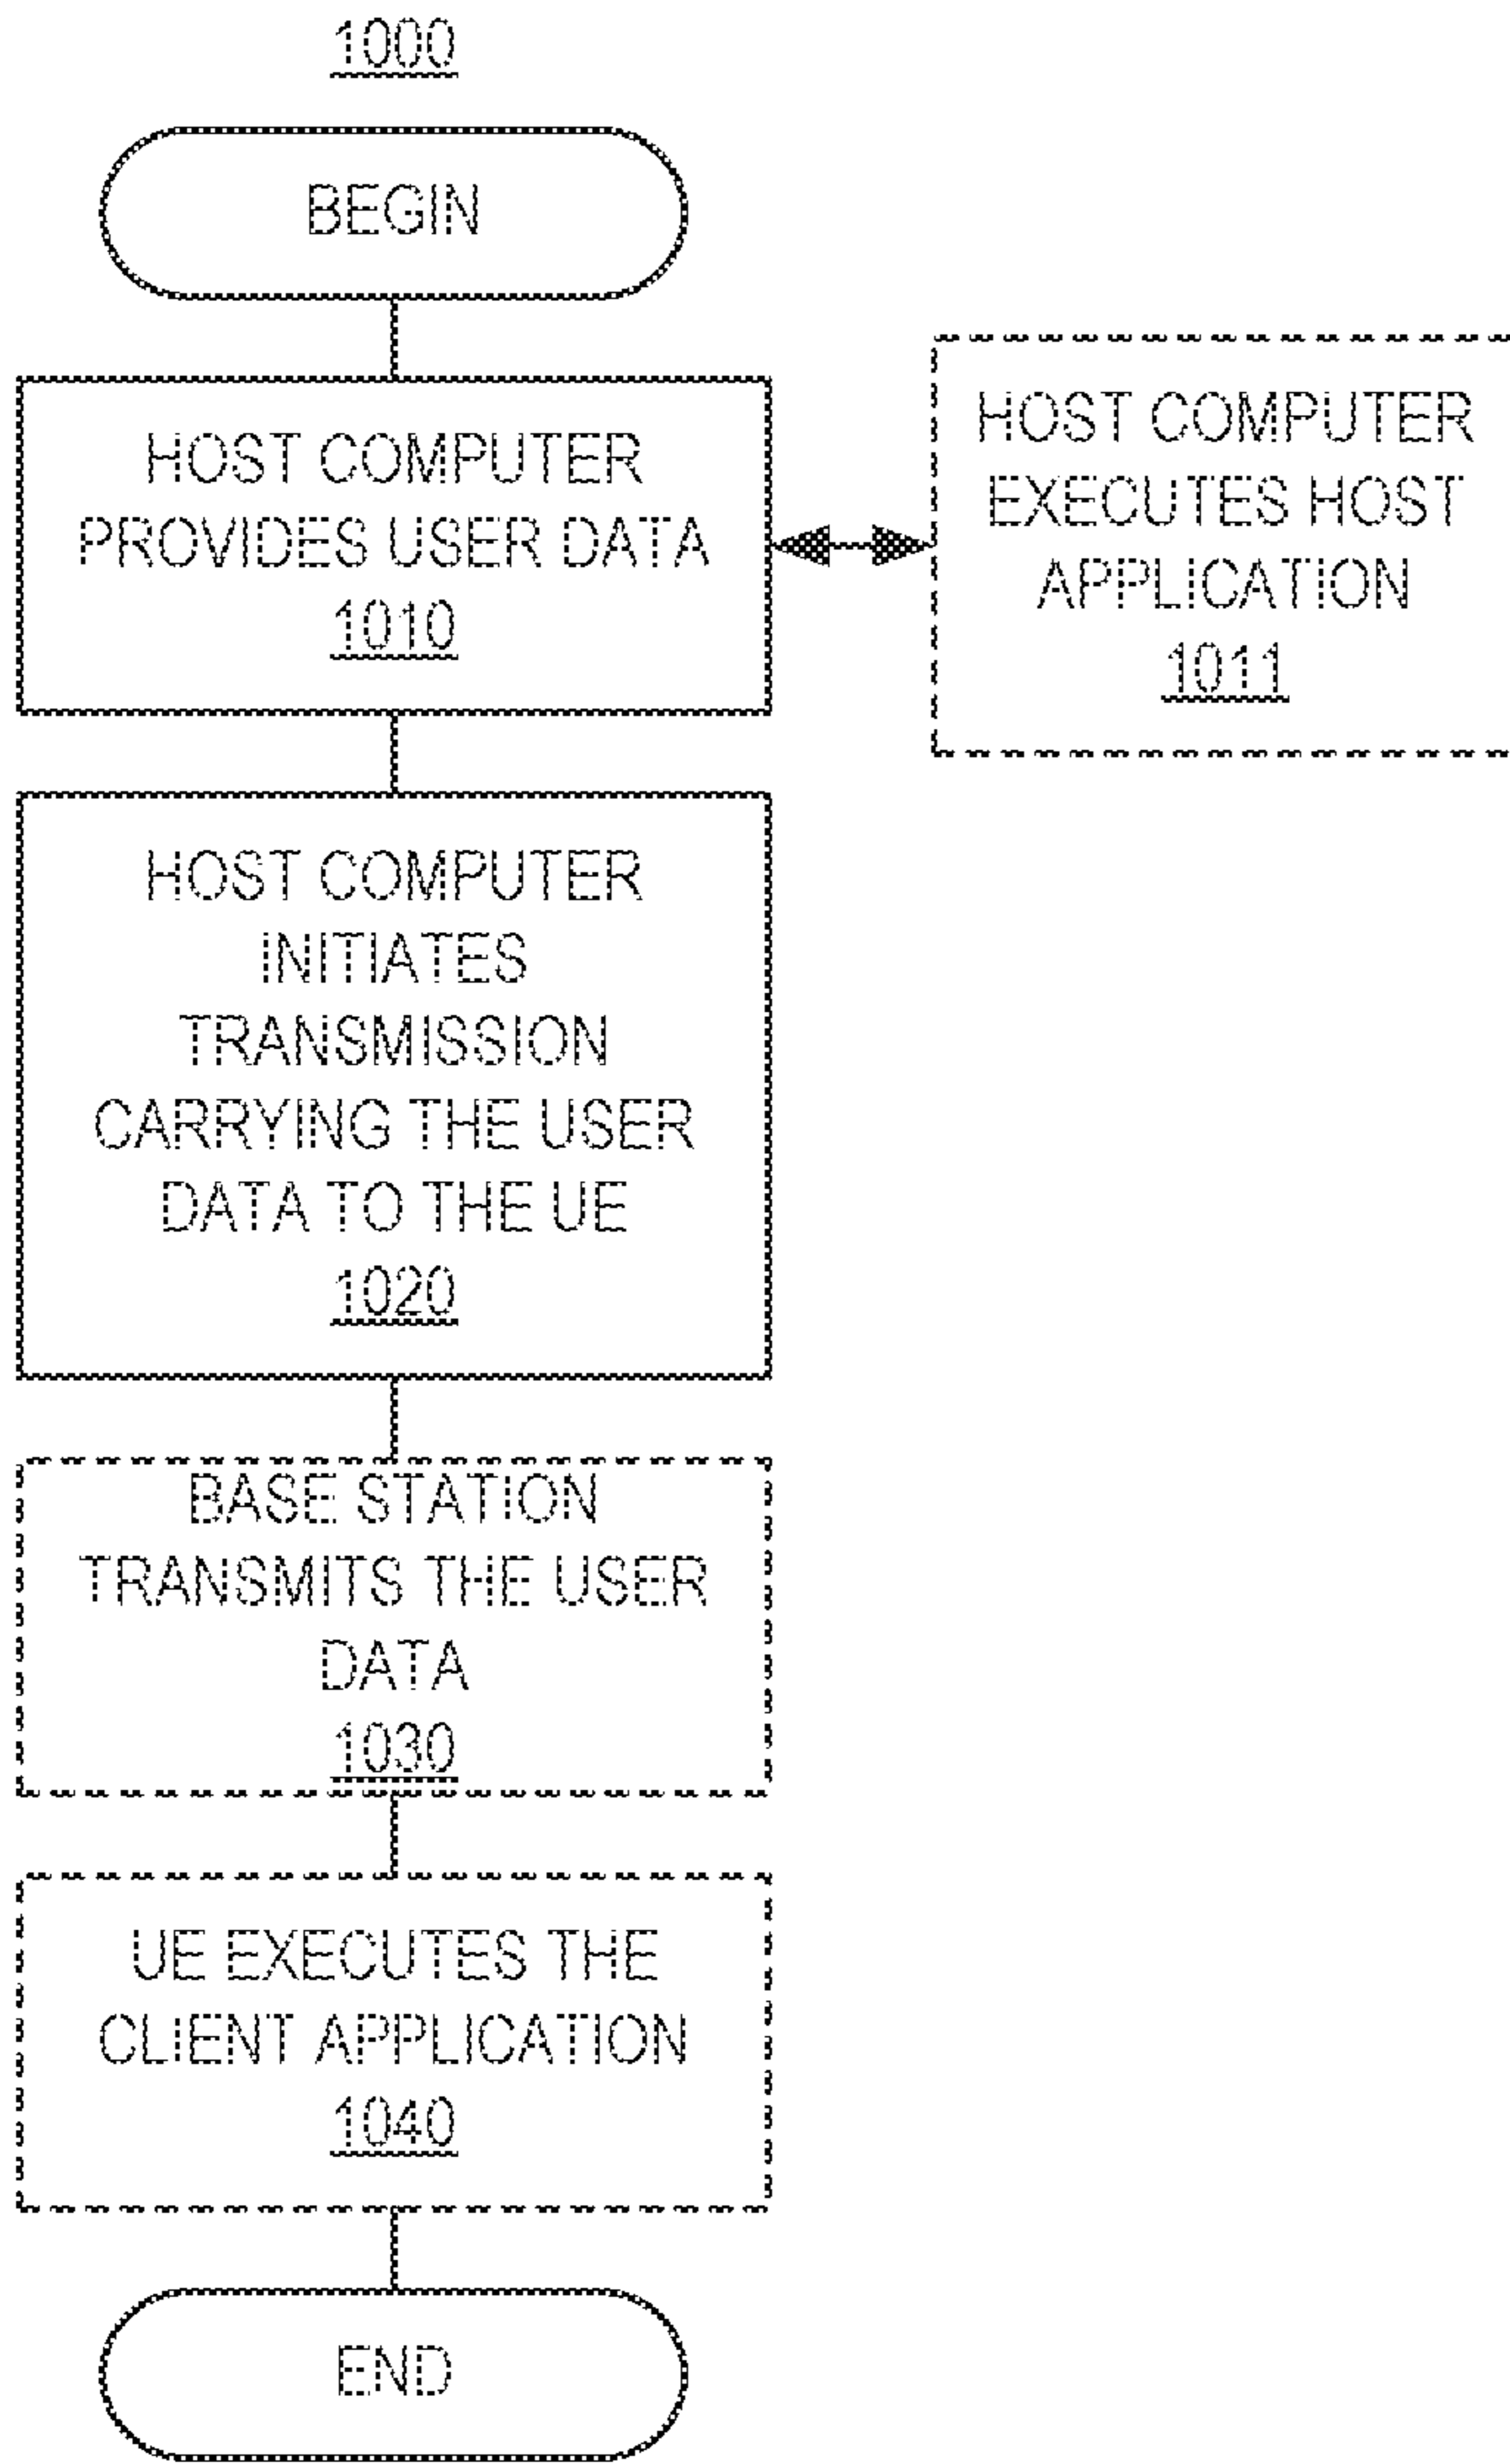 1000
BEGIN
HOST COMPUTER
PROVIDES USER DATA
1010
HOST COMPUTER
EXECUTES HOST
APPLICATION
1011
HOST COMPUTER
INITIATES
TRANSMISSION
CARRYING THE USER
DATA TO THE UE
1020
BASE STATION
TRANSMITS THE USER
DATA
1030
UE EXECUTES THE
CLIENT APPLICATION
1040
END